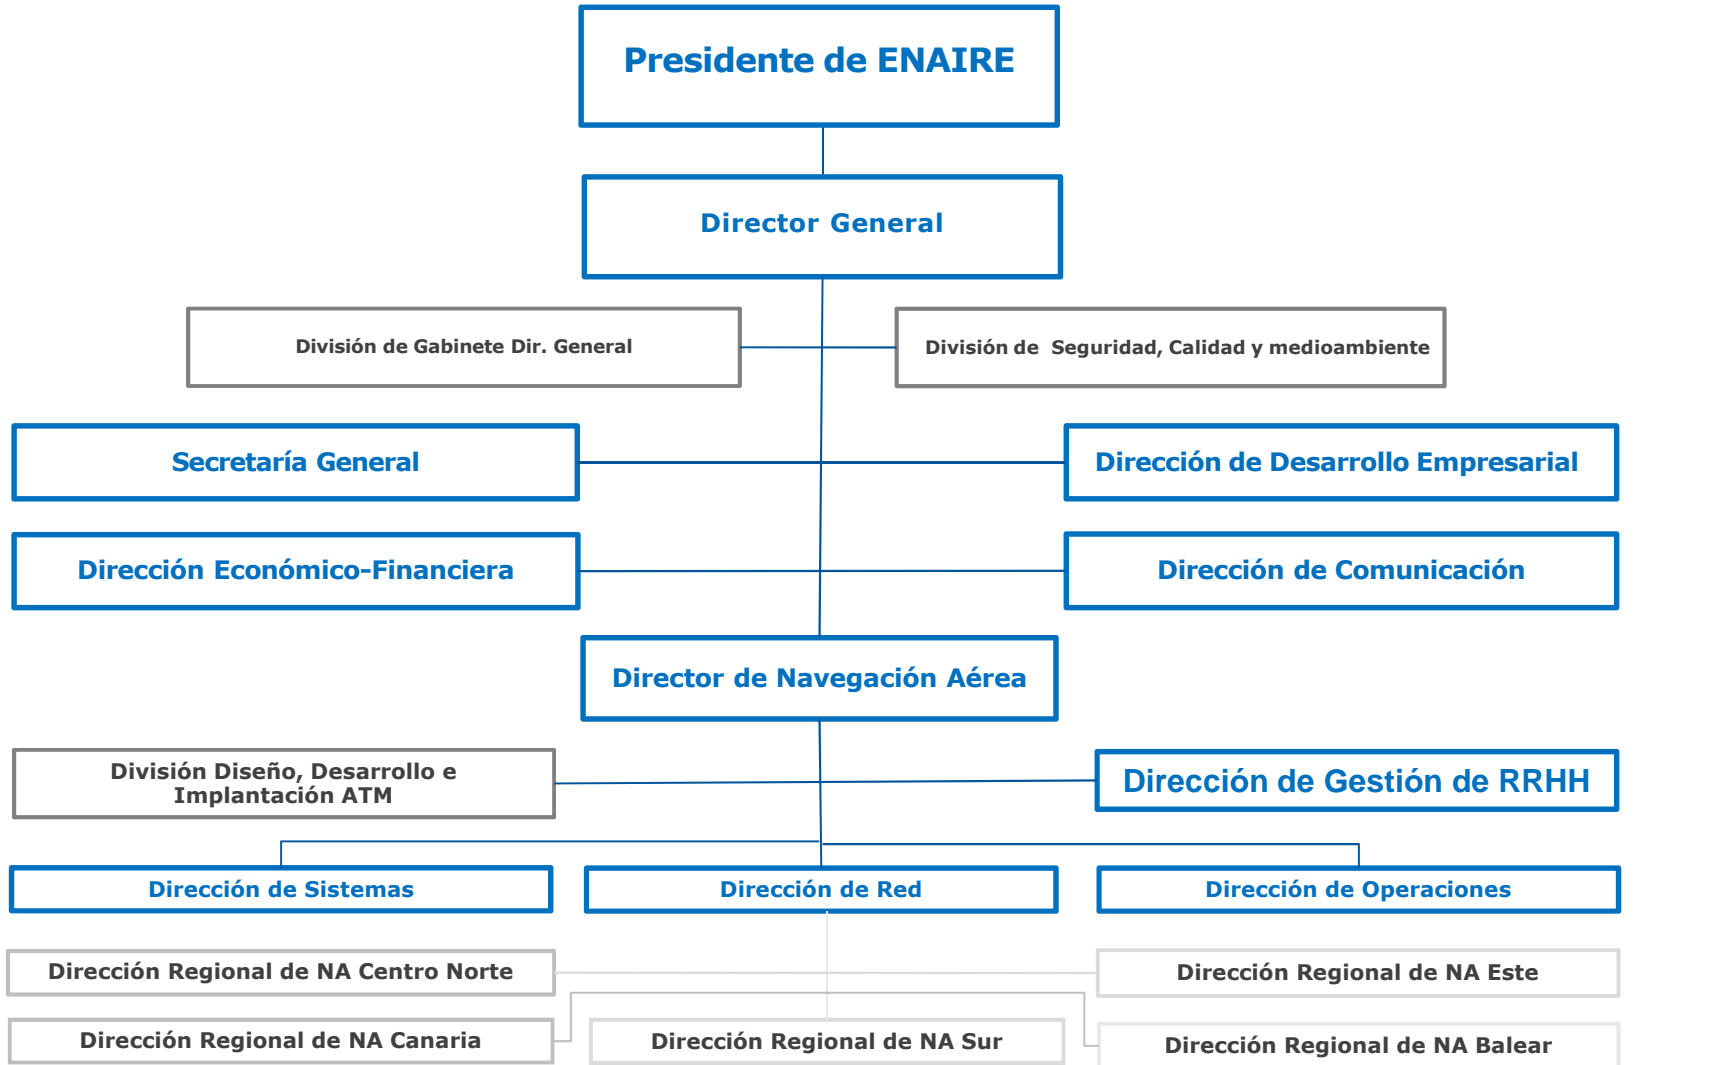 Presidente de ENAIRE
Director General
División de Gabinete Dir. General
División de Seguridad, Calidad y medioambiente
Secretaría General
Dirección de Desarrollo Empresarial
Dirección Económico-Financiera
Dirección de Comunicación
Director de Navegación Aérea
División Diseño, Desarrollo e
Implantación ATM
Dirección de Gestión de RRHH
Dirección de Sistemas
Dirección de Red
Dirección de Operaciones
Dirección Regional de NA Centro Norte
Dirección Regional de NA Este
Dirección Regional de NA Canaria
Dirección Regional de NA Sur
Dirección Regional de NA Balear